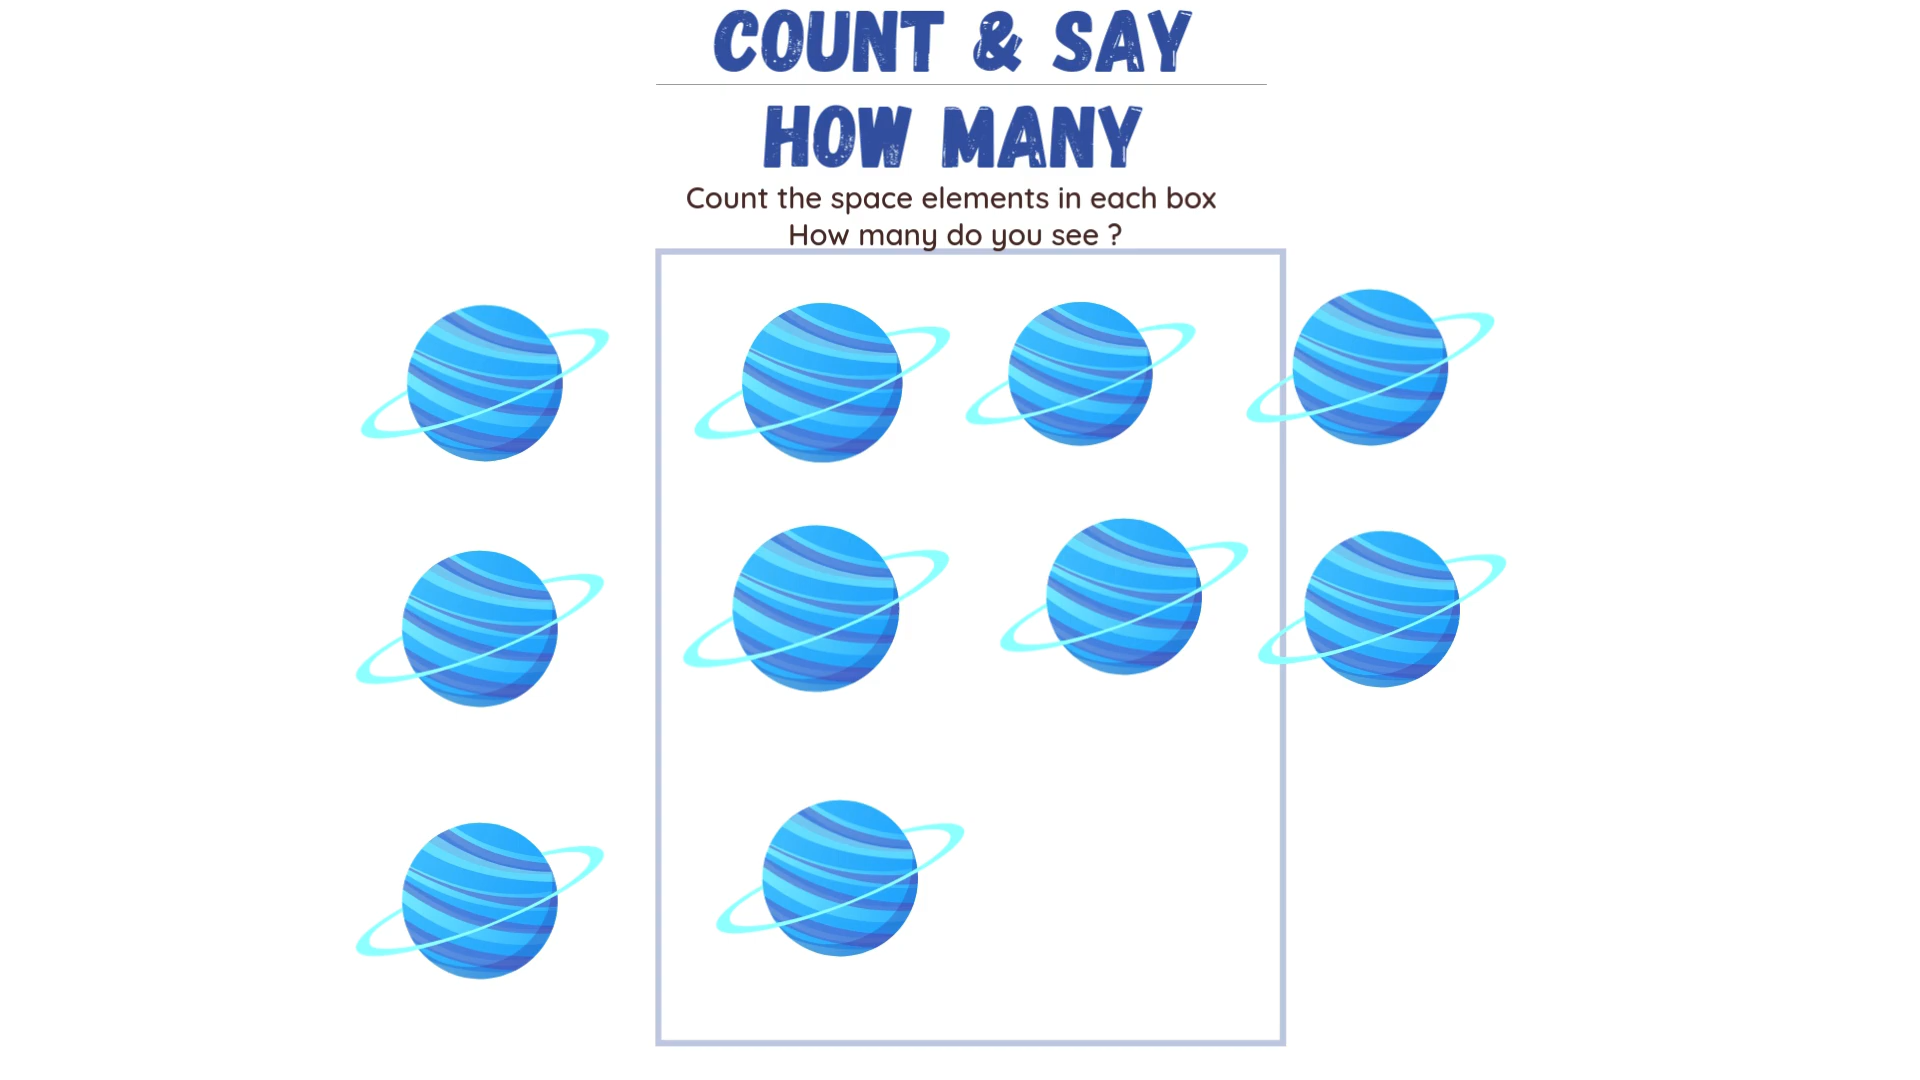 COUNT & SAY
HOW MANY
Count the space elements in each box
How many do you see ?